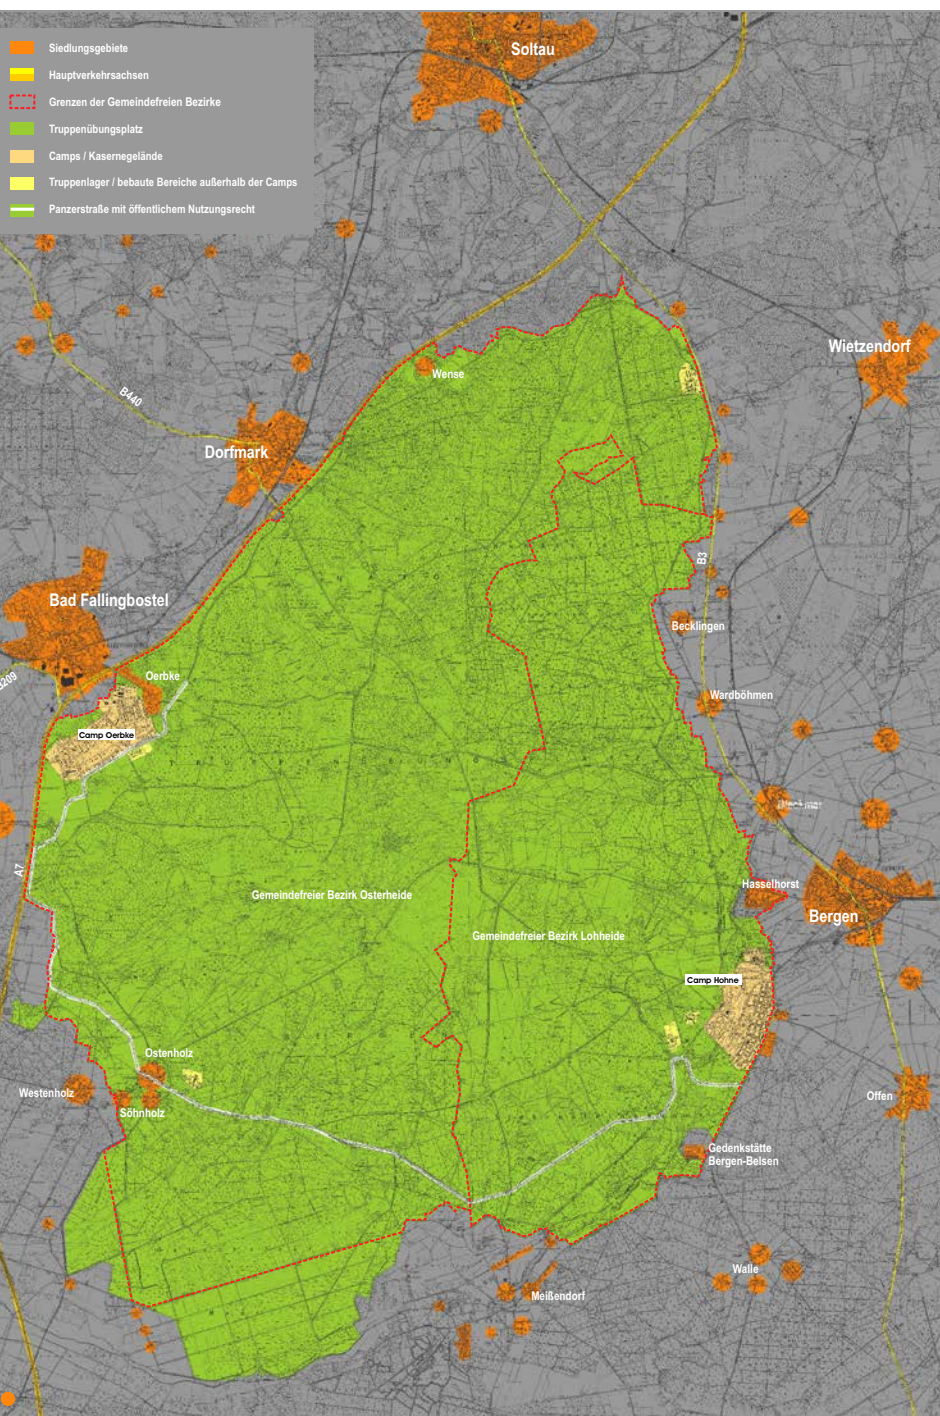 Siedlungsgebiete
Hauptverkehrsachsen
Grenzen der Gemeindefreien Bezirke
Truppenübungsplatz
Camps / Kasernegelände
Truppenlager / bebaute Bereiche außerhalb der Camps
Panzerstraße mit öffentlichem Nutzungsrecht
Soltau
Wietzendorf
Wense
B440
Dorfmark
B3
Bad Fallingbostel
Becklingen
Oerbke
B209
Wardböhmen
Camp Oerbke
A7
Hasselhorst
Gemeindefreier Bezirk Osterheide
Bergen
Gemeindefreier Bezirk Lohheide
Camp Hohne
Ostenholz
Westenholz
Offen
Söhnholz
Gedenkstätte
Bergen-Belsen
Walle
Meißendorf